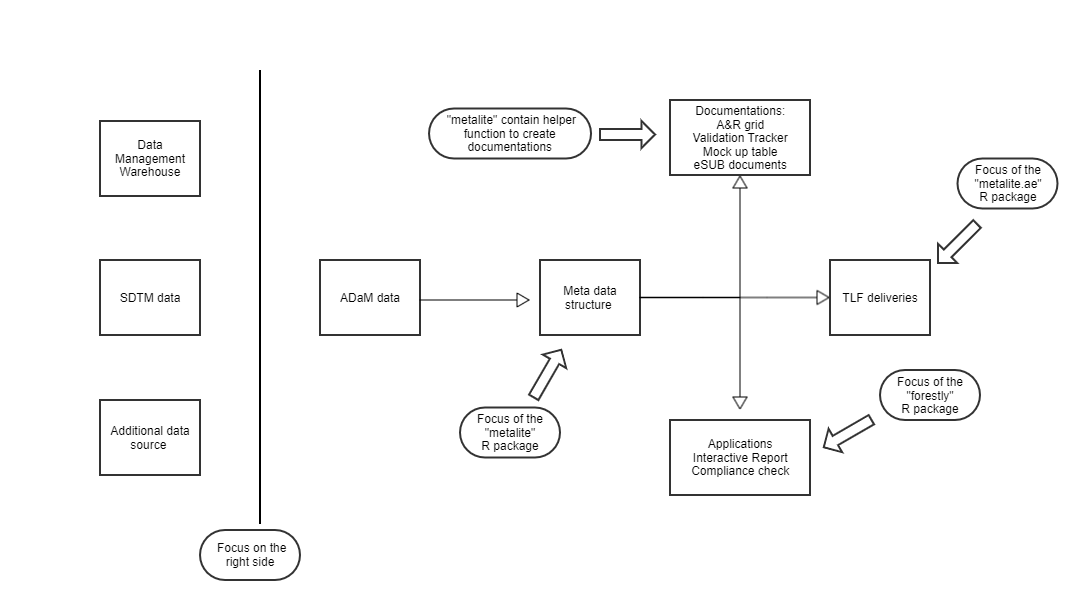 "metalite" contain helper
function to create
documentations
Documentations:
A&R grid
Validation Tracker
Mock up table
eSUB documents
Data
Management
Warehouse
Focus of the
"metalite.ae"
R package
SDTM data
ADaM data
Meta data
structure
TLF deliveries
Focus of the
"forestly"
R package
Additional data
source
Focus of the
"metalite"
R package
Applications
Interactive Report
Compliance check
Focus on the
right side